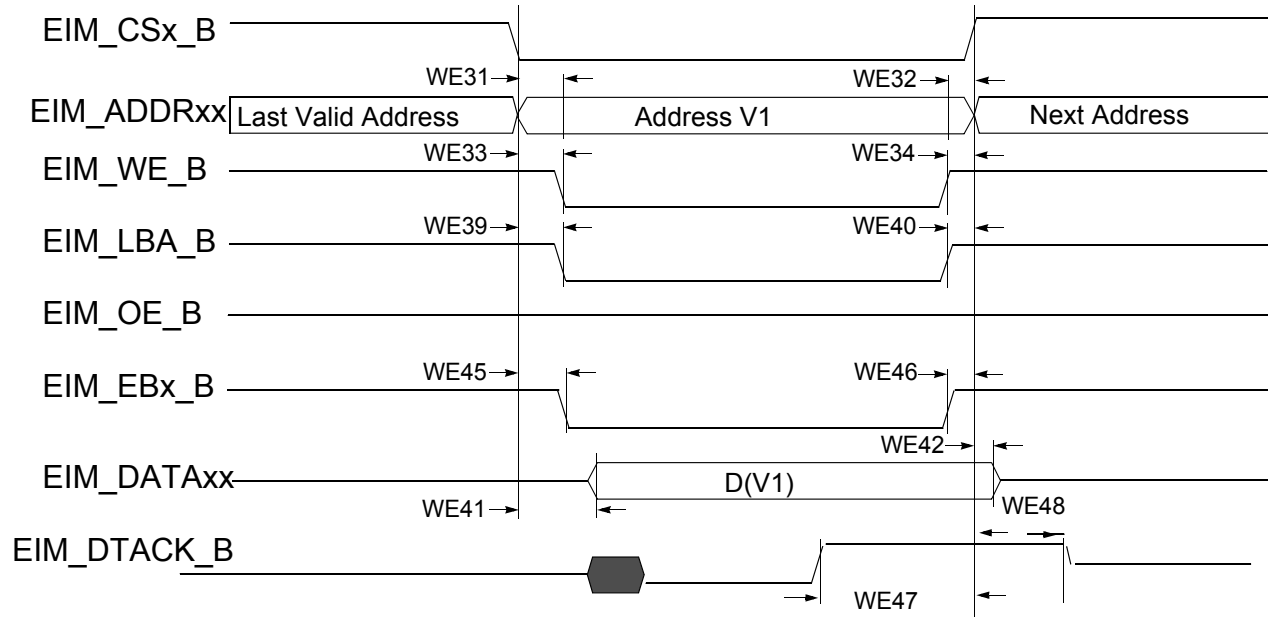 EIM_CSx_B
WE31
WE32
EIM_ADDRxx
Last Valid Address
Address V1
Next Address
WE33
WE34
EIM_WE_B
WE39
WE40
EIM_LBA_B
EIM_OE_B
WE45
WE46
EIM_EBx_B
WE42
EIM_DATAxx
D(V1)
WE41
WE48
EIM_DTACK_B
WE47